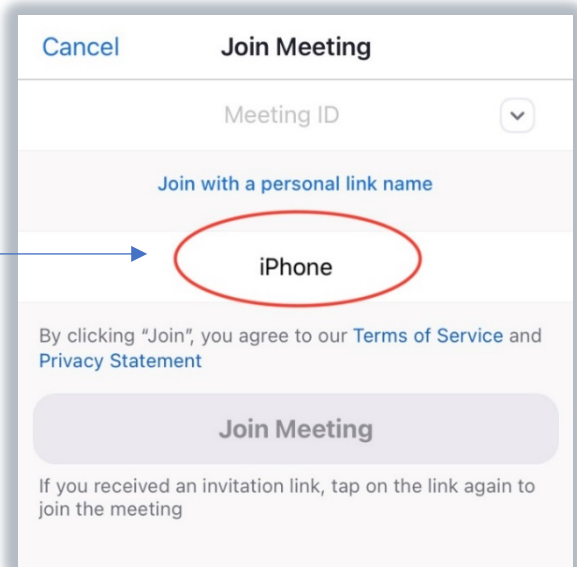 Cancel Join Meeting
Meeting ID
Join with a personal link name
iPhone
By clicking “Join”, you agree to our Terms of Service and
Privacy Statement
Join Meeting
If you received an invitation link, tap on the link again to
join the meeting